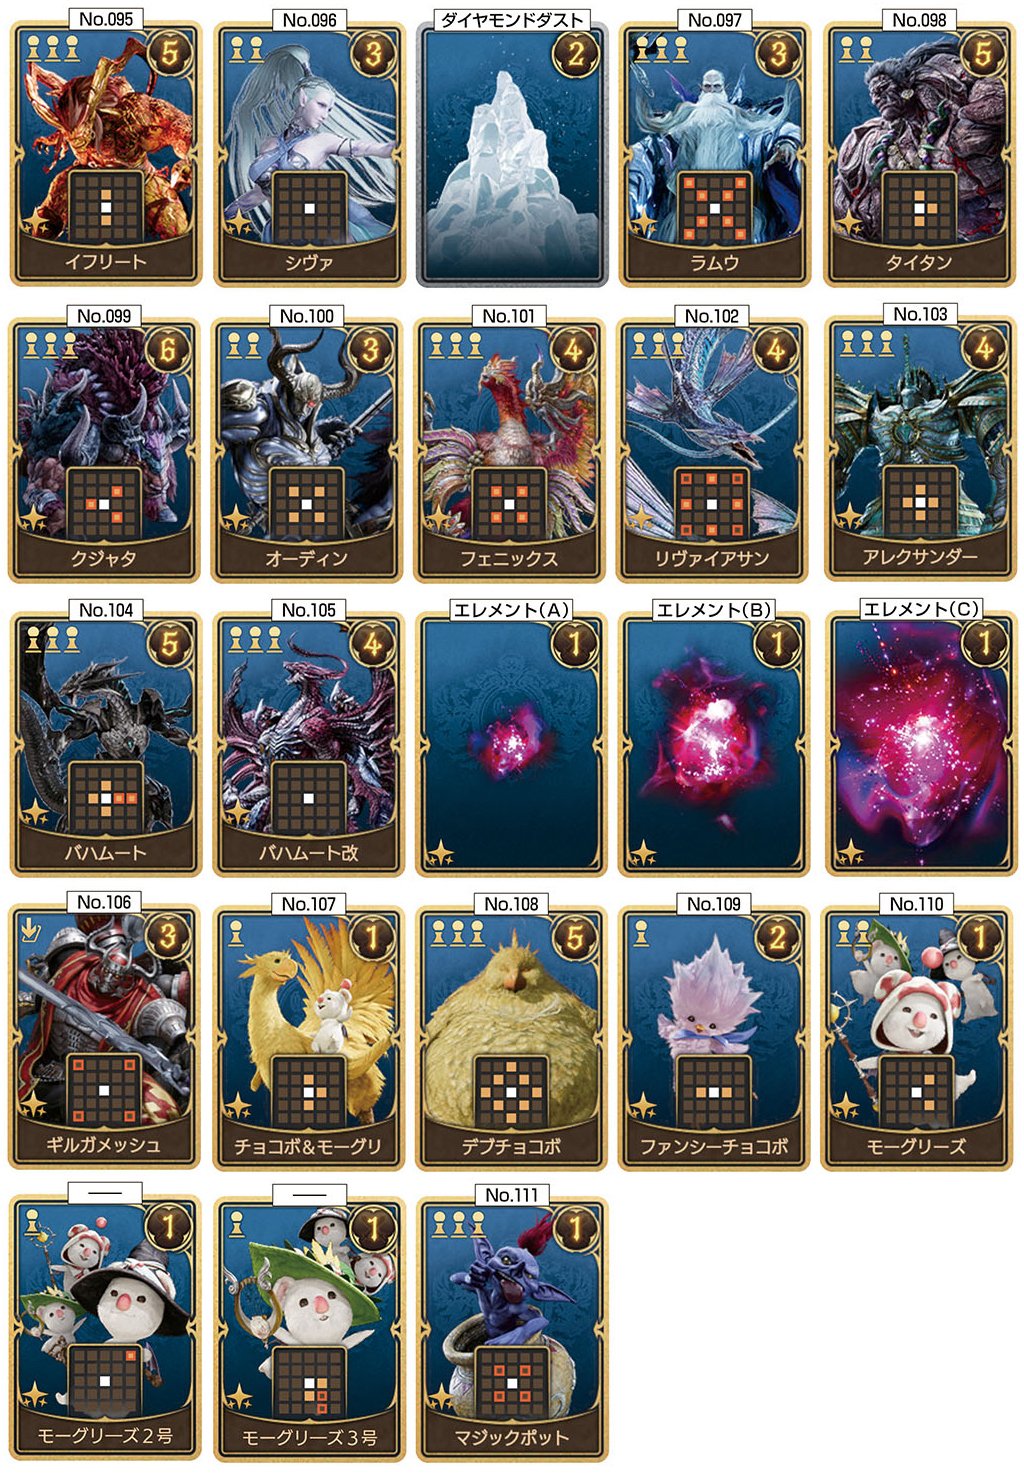 No.095
5
イフリート
No.096
3
シヴァ
ダイヤモンドダスト
2
No.097
3
ラムウ
No.098
5
タイタン
No.099
6
クジャタ
No.100
3
オーディン
No.101
4
フェニックス
No.102
4
リヴァイアサン
No.103
4
アレクサンダー
No.104
5
バハムート
No.105
4
バハムート改
エレメント(A)
1
エレメント(B)
1
エレメント(C)
1
No.106
3
ギルガメッシュ
No.107
1
チョコボ&モーグリ
No.108
5
デブチョコボ
No.109
2
ファンシーチョコボ
No.110
1
モーグリーズ
——
1
モーグリーズ2号
——
1
モーグリーズ3号
No.111
1
マジックポット